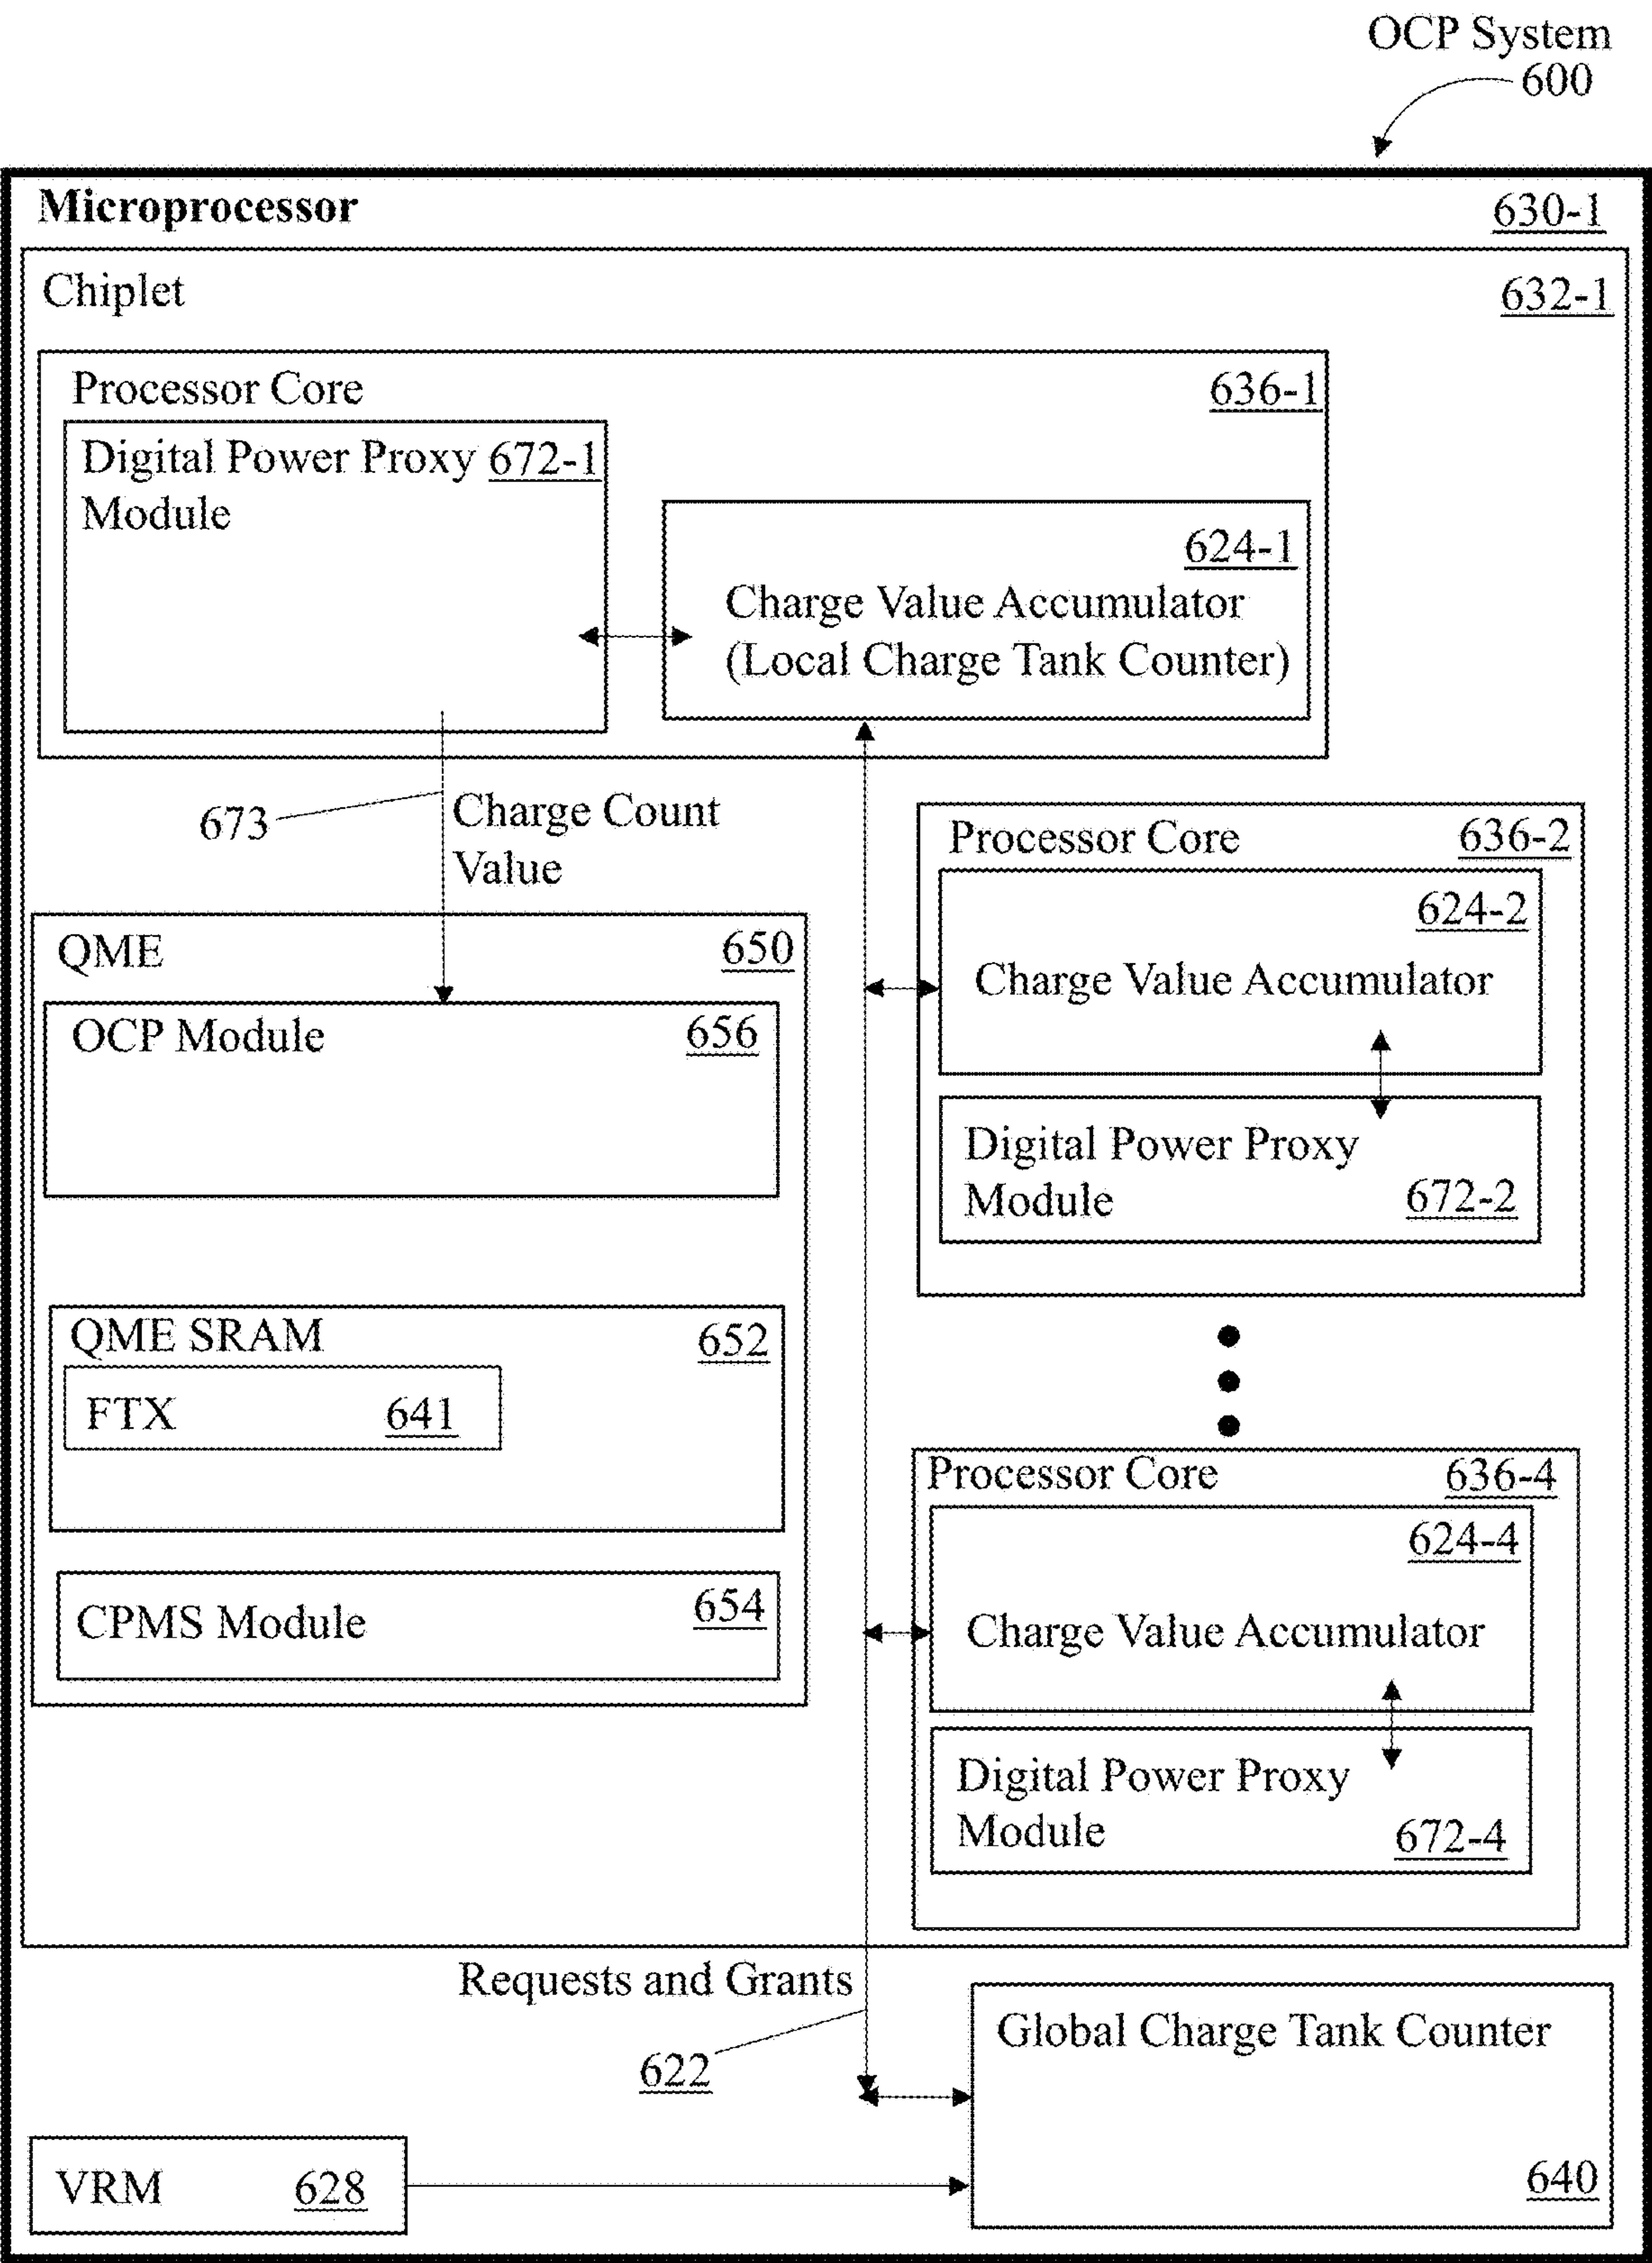 OCP System
600
Microprocessor 630-1
Chiplet 632-1
Processor Core 636-1
Digital Power Proxy 672-1
Module
624-1
Charge Value Accumulator
(Local Charge Tank Counter)
673
Charge Count
Value
Processor Core 636-2
624-2
Charge Value Accumulator
Digital Power Proxy
Module 672-2
QME 650
OCP Module 656
QME SRAM 652
FTX 641
CPMS Module 654
Processor Core 636-4
624-4
Charge Value Accumulator
Digital Power Proxy
Module 672-4
Requests and Grants
622
Global Charge Tank Counter
640
VRM 628